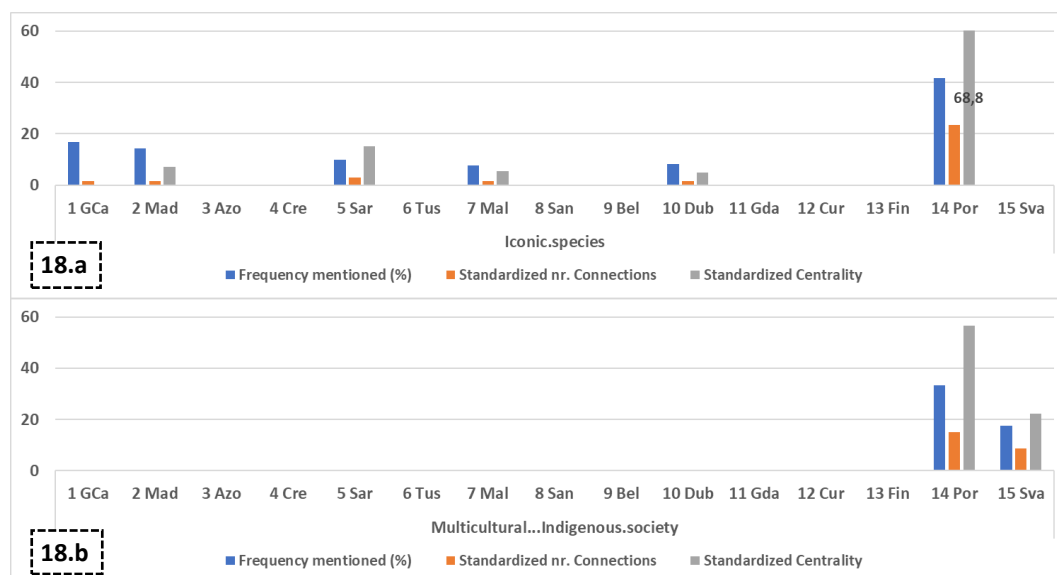 60
40
68,8
20
0
1 GCa 2 Mad 3 Azo 4 Cre 5 Sar 6 Tus 7 Mal 8 San 9 Bel 10 Dub 11 Gda 12 Cur 13 Fin 14 Por 15 Sva
Iconic.species
18.a
Frequency mentioned (%) Standardized nr. Connections Standardized Centrality
60
40
20
0
1 GCa 2 Mad 3 Azo 4 Cre 5 Sar 6 Tus 7 Mal 8 San 9 Bel 10 Dub 11 Gda 12 Cur 13 Fin 14 Por 15 Sva
Multicultural...Indigenous.society
18.b
Frequency mentioned (%) Standardized nr. Connections Standardized Centrality